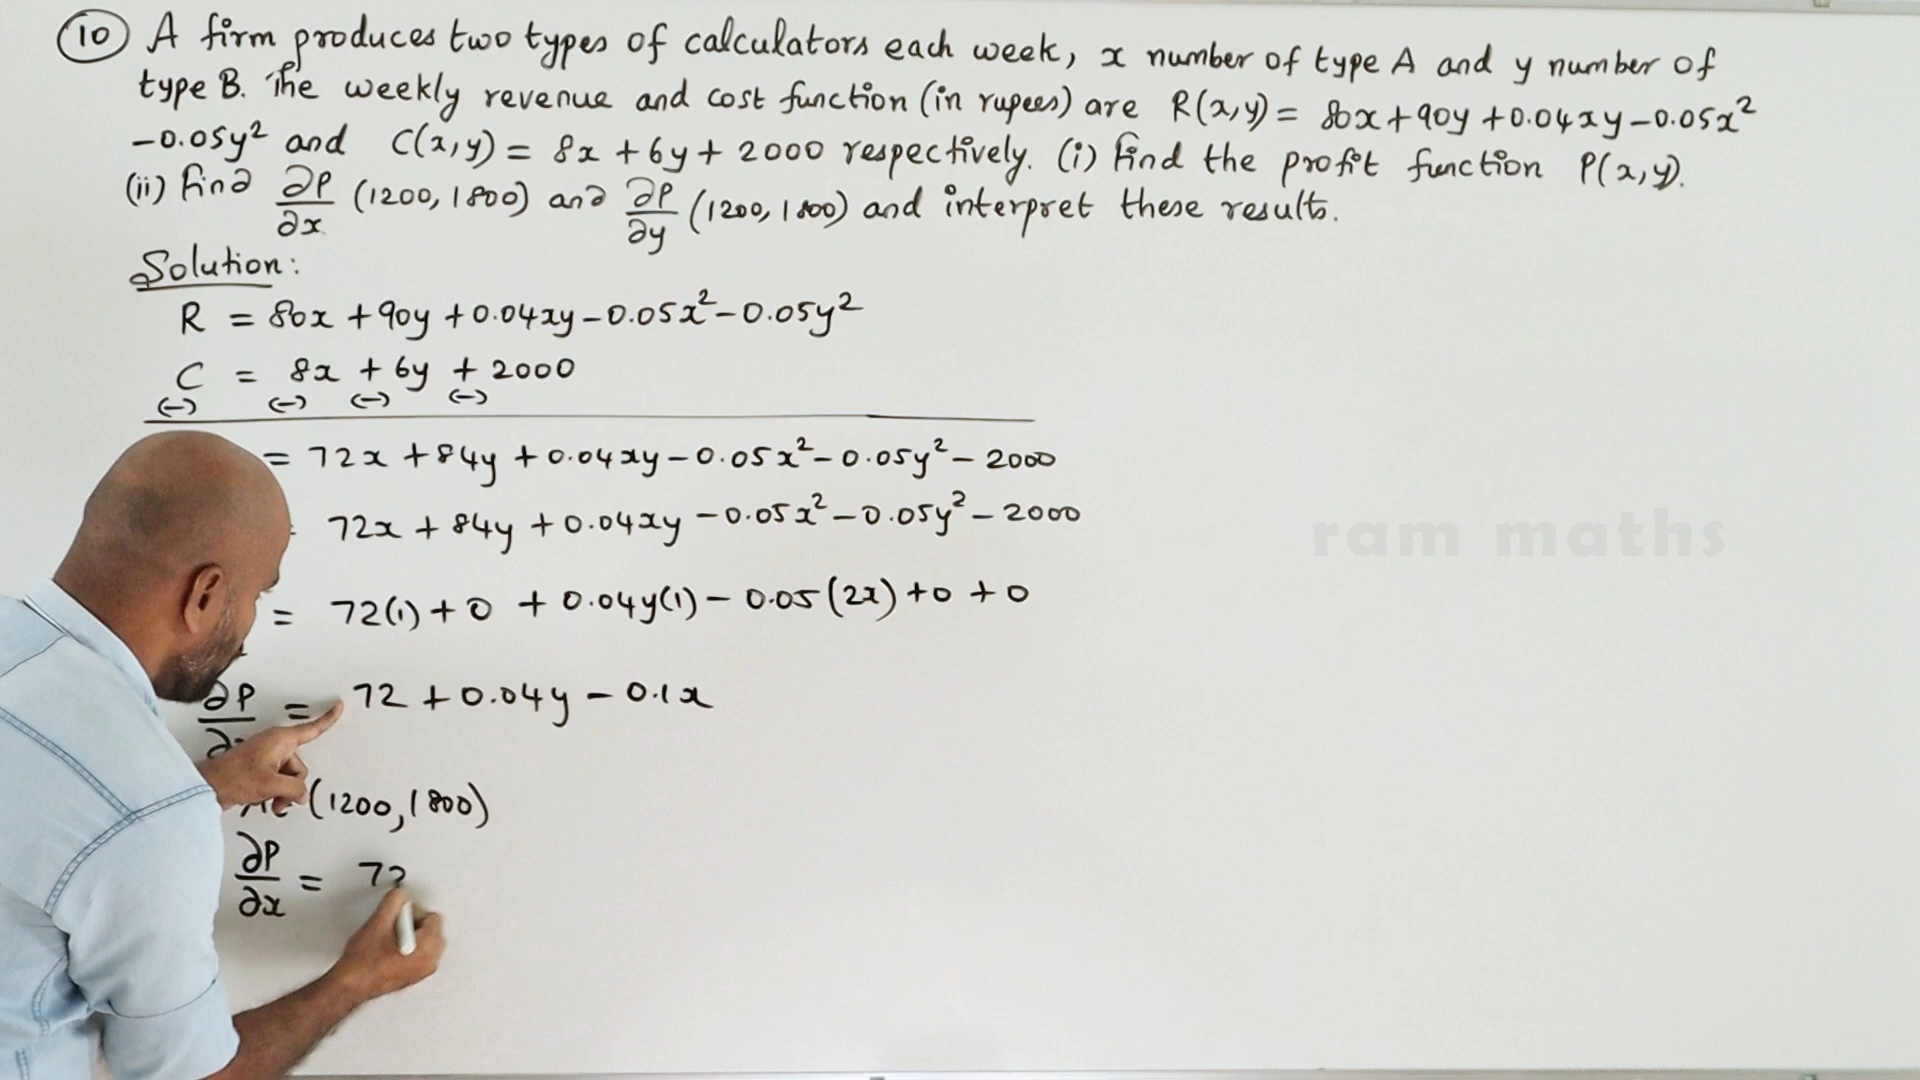 10 A firm produces two types of calculators each week, x number of type A and y number of
type B. The weekly revenue and cost function (in rupees) are R(x,y) = 80x + 90y + 0.04xy - 0.05x²
-0.05y² and C(x,y) = 8x + 6y + 2000 respectively. (i) Find the profit function P(x,y).
(ii) Find ∂P/∂x (1200, 1800) and ∂P/∂y (1200, 1800) and interpret these results.
Solution:
R = 80x + 90y + 0.04xy - 0.05x² - 0.05y²
C = 8x + 6y + 2000
(-) (-) (-) (-)
= 72x + 84y + 0.04xy - 0.05x² - 0.05y² - 2000
72x + 84y + 0.04xy - 0.05x² - 0.05y² - 2000
= 72(1) + 0 + 0.04y(1) - 0.05(2x) + 0 + 0
∂P/∂x = 72 + 0.04y - 0.1x
At (1200, 1800)
∂P/∂x = 72
ram maths